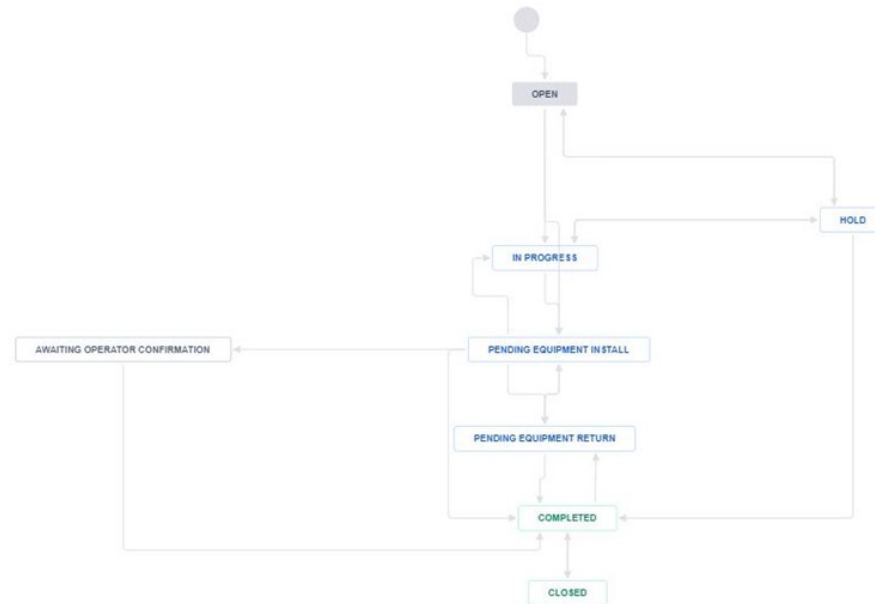 OPEN
HOLD
IN PROGRESS
AWAITING OPERATOR CONFIRMATION
PENDING EQUIPMENT INSTALL
PENDING EQUIPMENT RETURN
COMPLETED
CLOSED